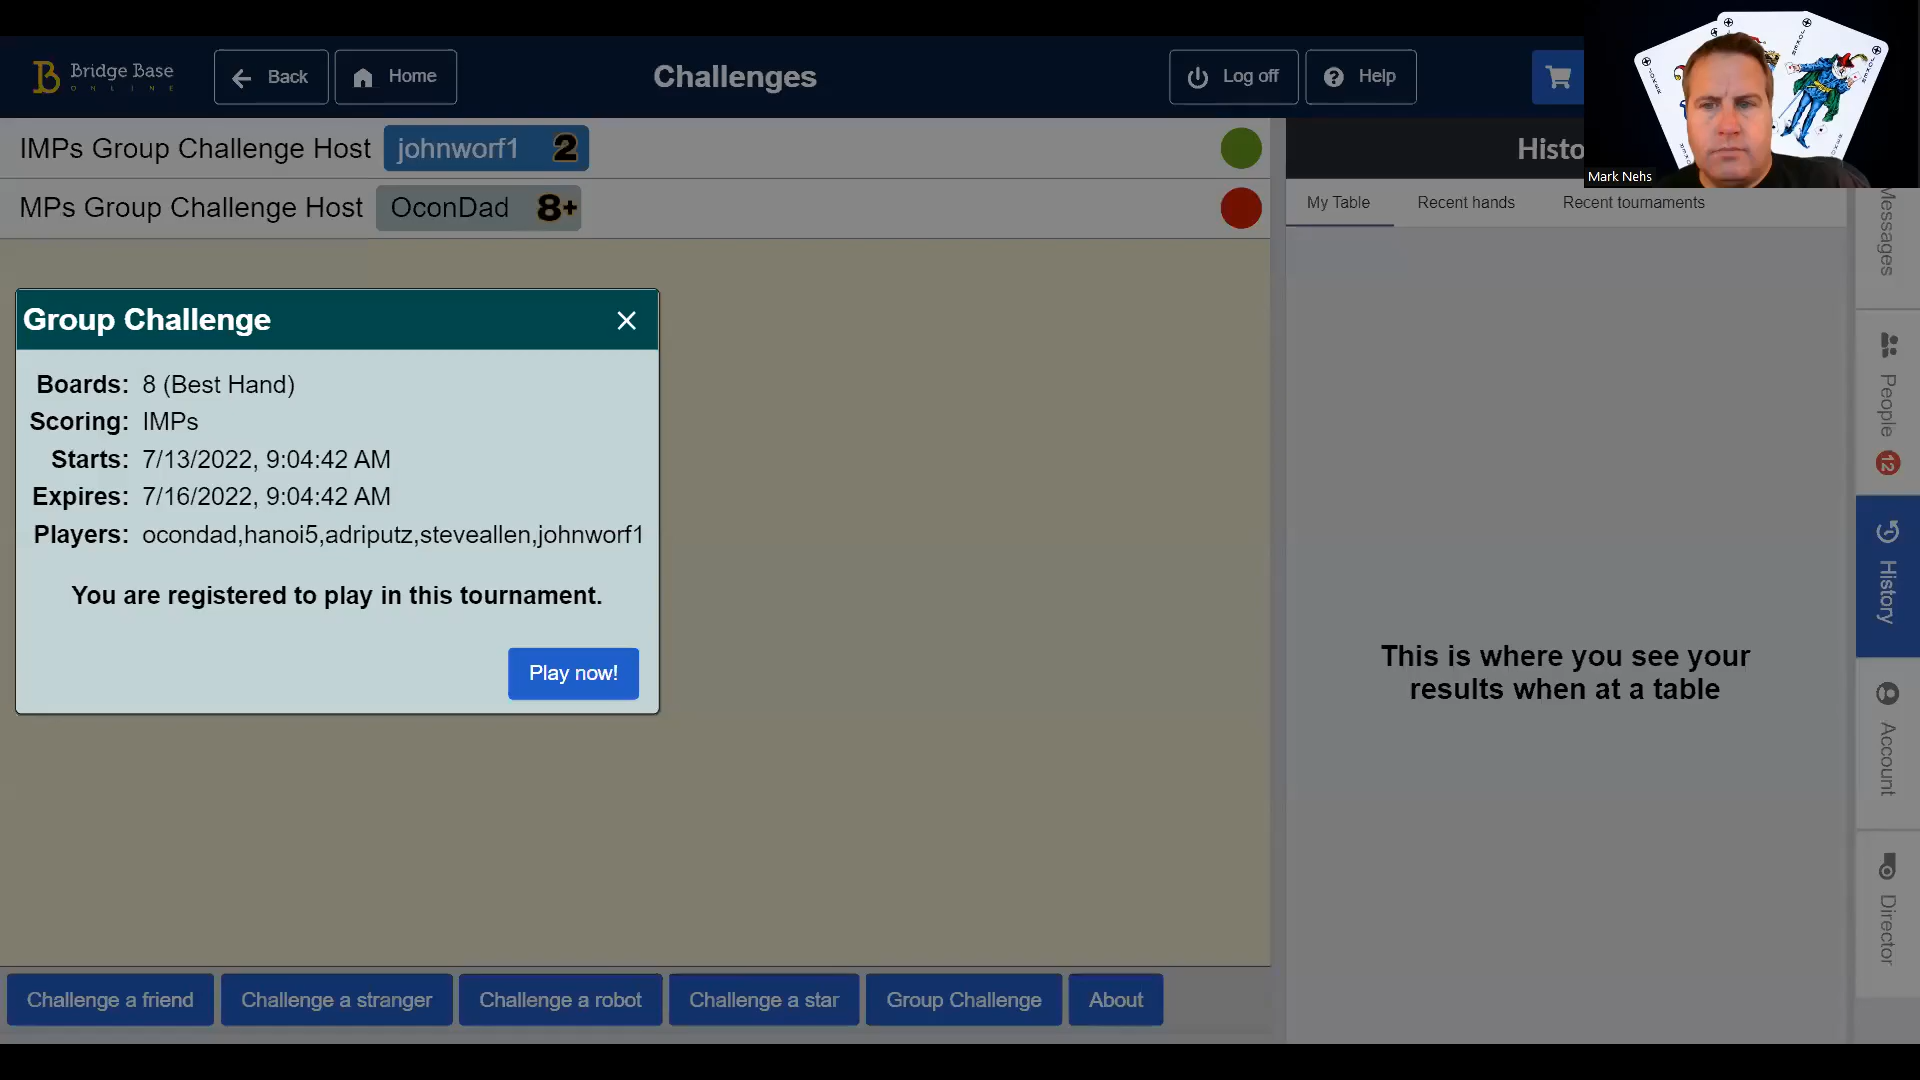 Bridge Base
ONLINE
Back
Home
Challenges
Log off
Help
IMPs Group Challenge Host johnworf1 2
MPs Group Challenge Host OconDad 8+
Histo
Mark Nehs
My Table
Recent hands
Recent tournaments
Messages
People
12
History
Account
Director
Group Challenge
Boards: 8 (Best Hand)
Scoring: IMPs
Starts: 7/13/2022, 9:04:42 AM
Expires: 7/16/2022, 9:04:42 AM
Players: ocondad,hanoi5,adriputz,steveallen,johnworf1
You are registered to play in this tournament.
Play now!
This is where you see your
results when at a table
Challenge a friend
Challenge a stranger
Challenge a robot
Challenge a star
Group Challenge
About